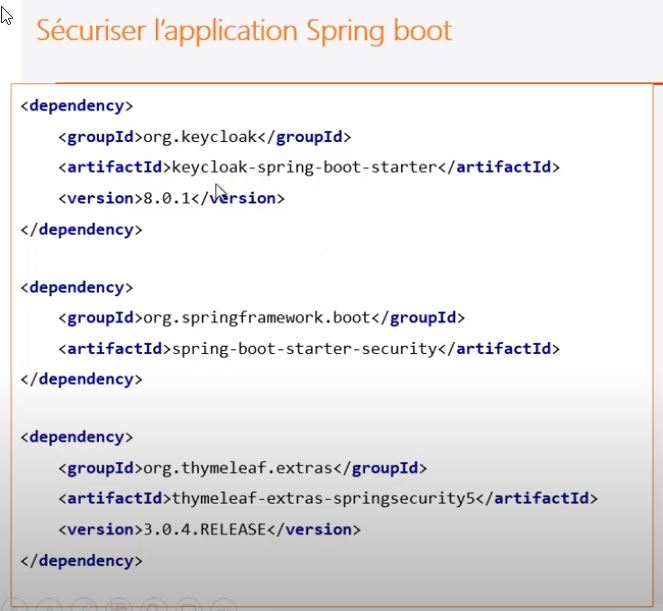 Sécuriser l’application Spring boot
<dependency>
<groupId>org.keycloak</groupId>
<artifactId>keycloak-spring-boot-starter</artifactId>
<version>8.0.1</version>
</dependency>
<dependency>
<groupId>org.springframework.boot</groupId>
<artifactId>spring-boot-starter-security</artifactId>
</dependency>
<dependency>
<groupId>org.thymeleaf.extras</groupId>
<artifactId>thymeleaf-extras-springsecurity5</artifactId>
<version>3.0.4.RELEASE</version>
</dependency>